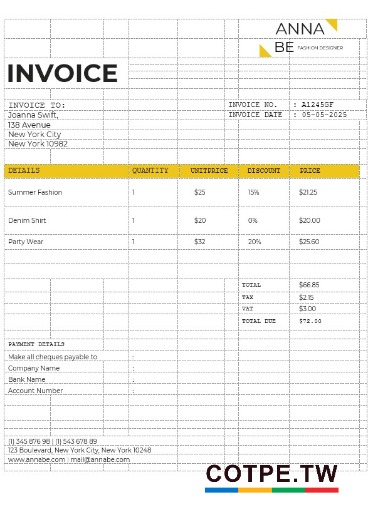 ANNA
BE FASHION DESIGNER
INVOICE
INVOICE TO:
Joanna Swift,
138 Avenue
New York City
New York 10982
INVOICE NO. : A1245GF
INVOICE DATE : 05-05-2025
DETAILS QUANTITY UNITPRICE DISCOUNT PRICE
Summer Fashion 1 $25 15% $21.25
Denim Shirt 1 $20 0% $20.00
Party Wear 1 $32 20% $25.60
TOTAL $66.85
TAX $2.15
VAT $3.00
TOTAL DUE $72.00
PAYMENT DETAILS
Make all cheques payable to :
Company Name :
Bank Name :
Account Number
(1) 345 876 98 | (1) 543 678 89
123 Boulevard, New York City, New York 10248
www.annabe.com | mail@annabe.com
COTPE.TW